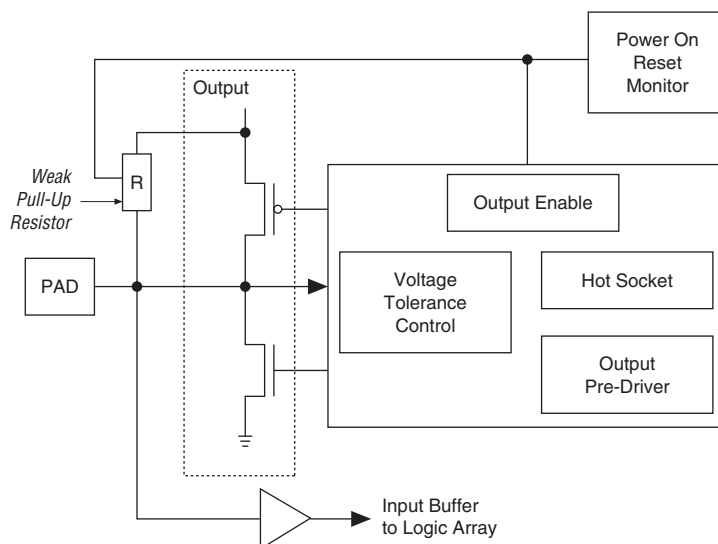 Power On
Reset
Monitor
Output
R
Weak
Pull-Up
Resistor
Output Enable
PAD
Voltage
Tolerance
Control
Hot Socket
Output
Pre-Driver
Input Buffer
to Logic Array